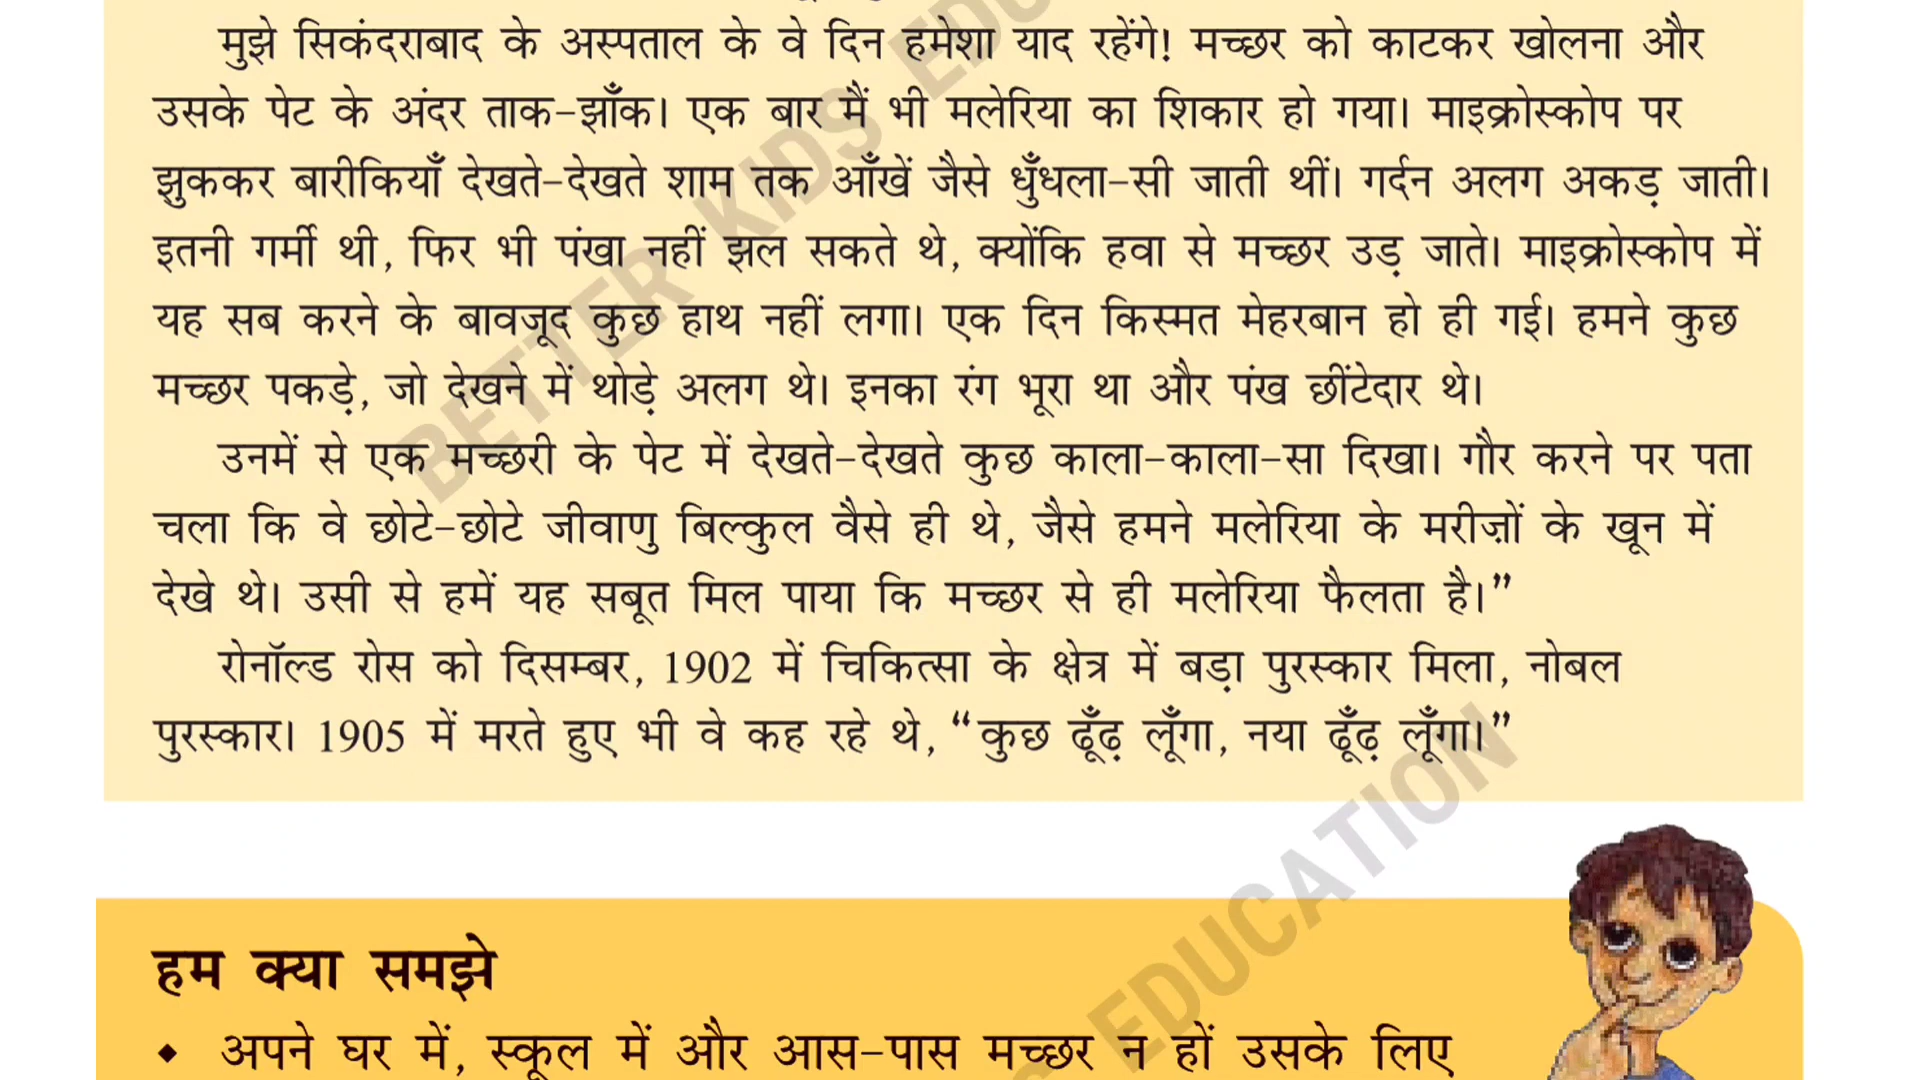 मुझे सिकंदराबाद के अस्पताल के वे दिन हमेशा याद रहेंगे! मच्छर को काटकर खोलना और
उसके पेट के अंदर ताक-झाँक। एक बार मैं भी मलेरिया का शिकार हो गया। माइक्रोस्कोप पर
झुककर बारीकियाँ देखते-देखते शाम तक आँखें जैसे धुँधला-सी जाती थीं। गर्दन अलग अकड़ जाती।
इतनी गर्मी थी, फिर भी पंखा नहीं झल सकते थे, क्योंकि हवा से मच्छर उड़ जाते। माइक्रोस्कोप में
यह सब करने के बावजूद कुछ हाथ नहीं लगा। एक दिन किस्मत मेहरबान हो ही गई। हमने कुछ
मच्छर पकड़े, जो देखने में थोड़े अलग थे। इनका रंग भूरा था और पंख छींटेदार थे।
उनमें से एक मच्छरी के पेट में देखते-देखते कुछ काला-काला-सा दिखा। गौर करने पर पता
चला कि वे छोटे-छोटे जीवाणु बिल्कुल वैसे ही थे, जैसे हमने मलेरिया के मरीज़ों के खून में
देखे थे। उसी से हमें यह सबूत मिल पाया कि मच्छर से ही मलेरिया फैलता है।”
रोनॉल्ड रोस को दिसम्बर, 1902 में चिकित्सा के क्षेत्र में बड़ा पुरस्कार मिला, नोबल
पुरस्कार। 1905 में मरते हुए भी वे कह रहे थे, “कुछ ढूँढ़ लूँगा, नया ढूँढ़ लूँगा।”
हम क्या समझे
◆ अपने घर में, स्कूल में और आस-पास मच्छर न हों उसके लिए
BETTER KIDS
EDUCATION